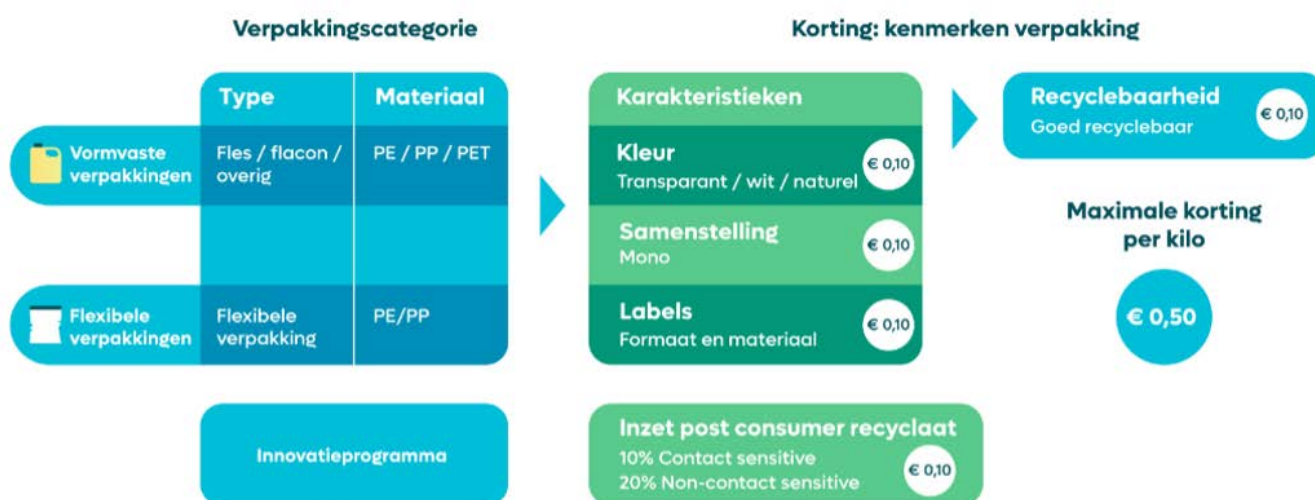 Verpakkingscategorie
Korting: kenmerken verpakking
Type
Materiaal
Vormvaste
verpakkingen
Fles / flacon /
overig
PE / PP / PET
Flexibele
verpakkingen
Flexibele
verpakking
PE/PP
Innovatieprogramma
Karakteristieken
Kleur
Transparant / wit / naturel
€ 0,10
Samenstelling
Mono
€ 0,10
Labels
Formaat en materiaal
€ 0,10
Inzet post consumer recyclaat
10% Contact sensitive
20% Non-contact sensitive
€ 0,10
Recyclebaarheid
Goed recyclebaar
€ 0,10
Maximale korting
per kilo
€ 0,50